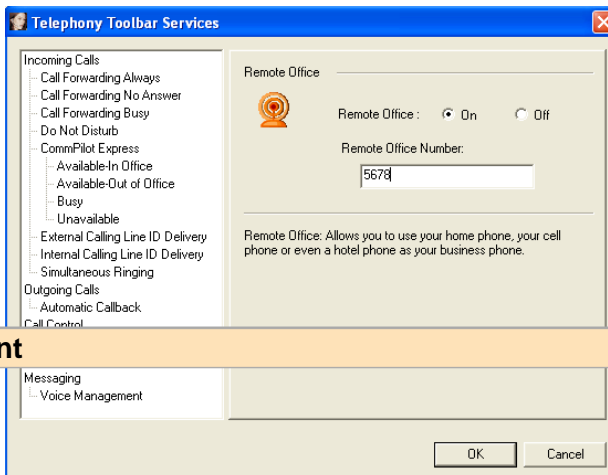 Telephony Toolbar Services
Incoming Calls
Call Forwarding Always
Call Forwarding No Answer
Call Forwarding Busy
Do Not Disturb
CommPilot Express
Available-In Office
Available-Out of Office
Busy
Unavailable
External Calling Line ID Delivery
Internal Calling Line ID Delivery
Simultaneous Ringing
Outgoing Calls
Automatic Callback
Call Control
nt
Messaging
Voice Management
Remote Office
Remote Office : On Off
Remote Office Number:
5678
Remote Office: Allows you to use your home phone, your cell
phone or even a hotel phone as your business phone.
OK Cancel